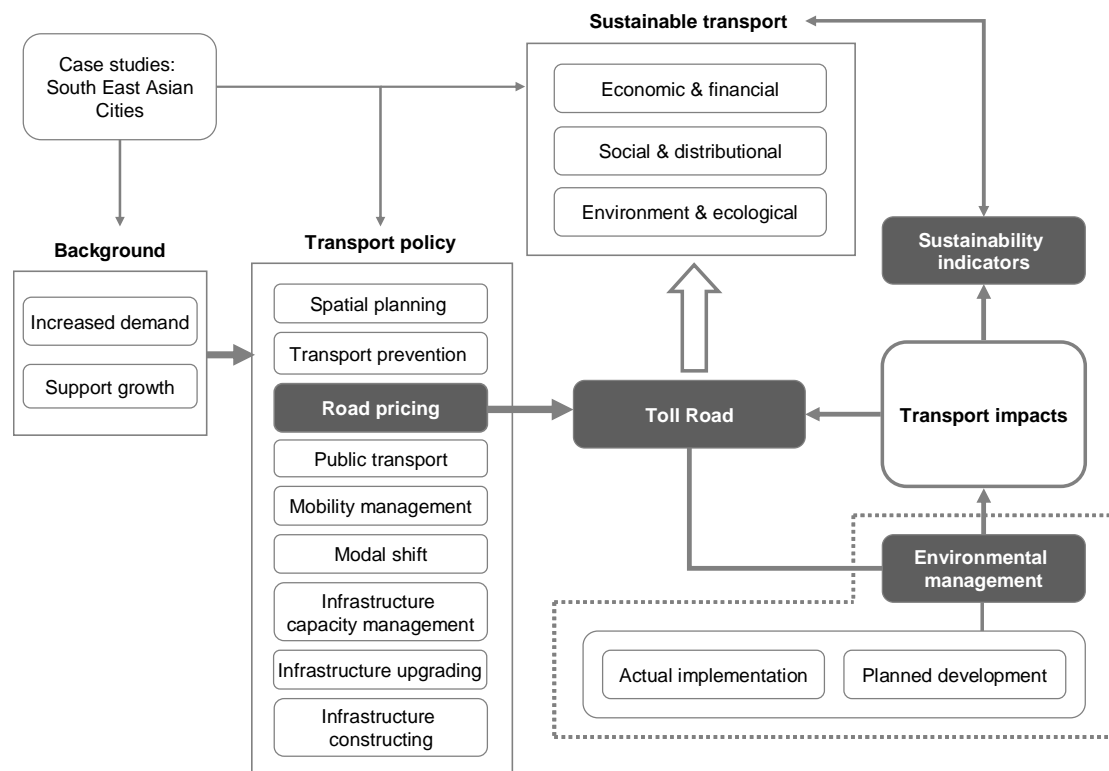 Sustainable transport
Case studies:
South East Asian
Cities
Economic & financial
Social & distributional
Environment & ecological
Background
Increased demand
Support growth
Transport policy
Spatial planning
Transport prevention
Road pricing
Public transport
Mobility management
Modal shift
Infrastructure
capacity management
Infrastructure upgrading
Infrastructure
constructing
Toll Road
Sustainability
indicators
Transport impacts
Environmental
management
Actual implementation
Planned development